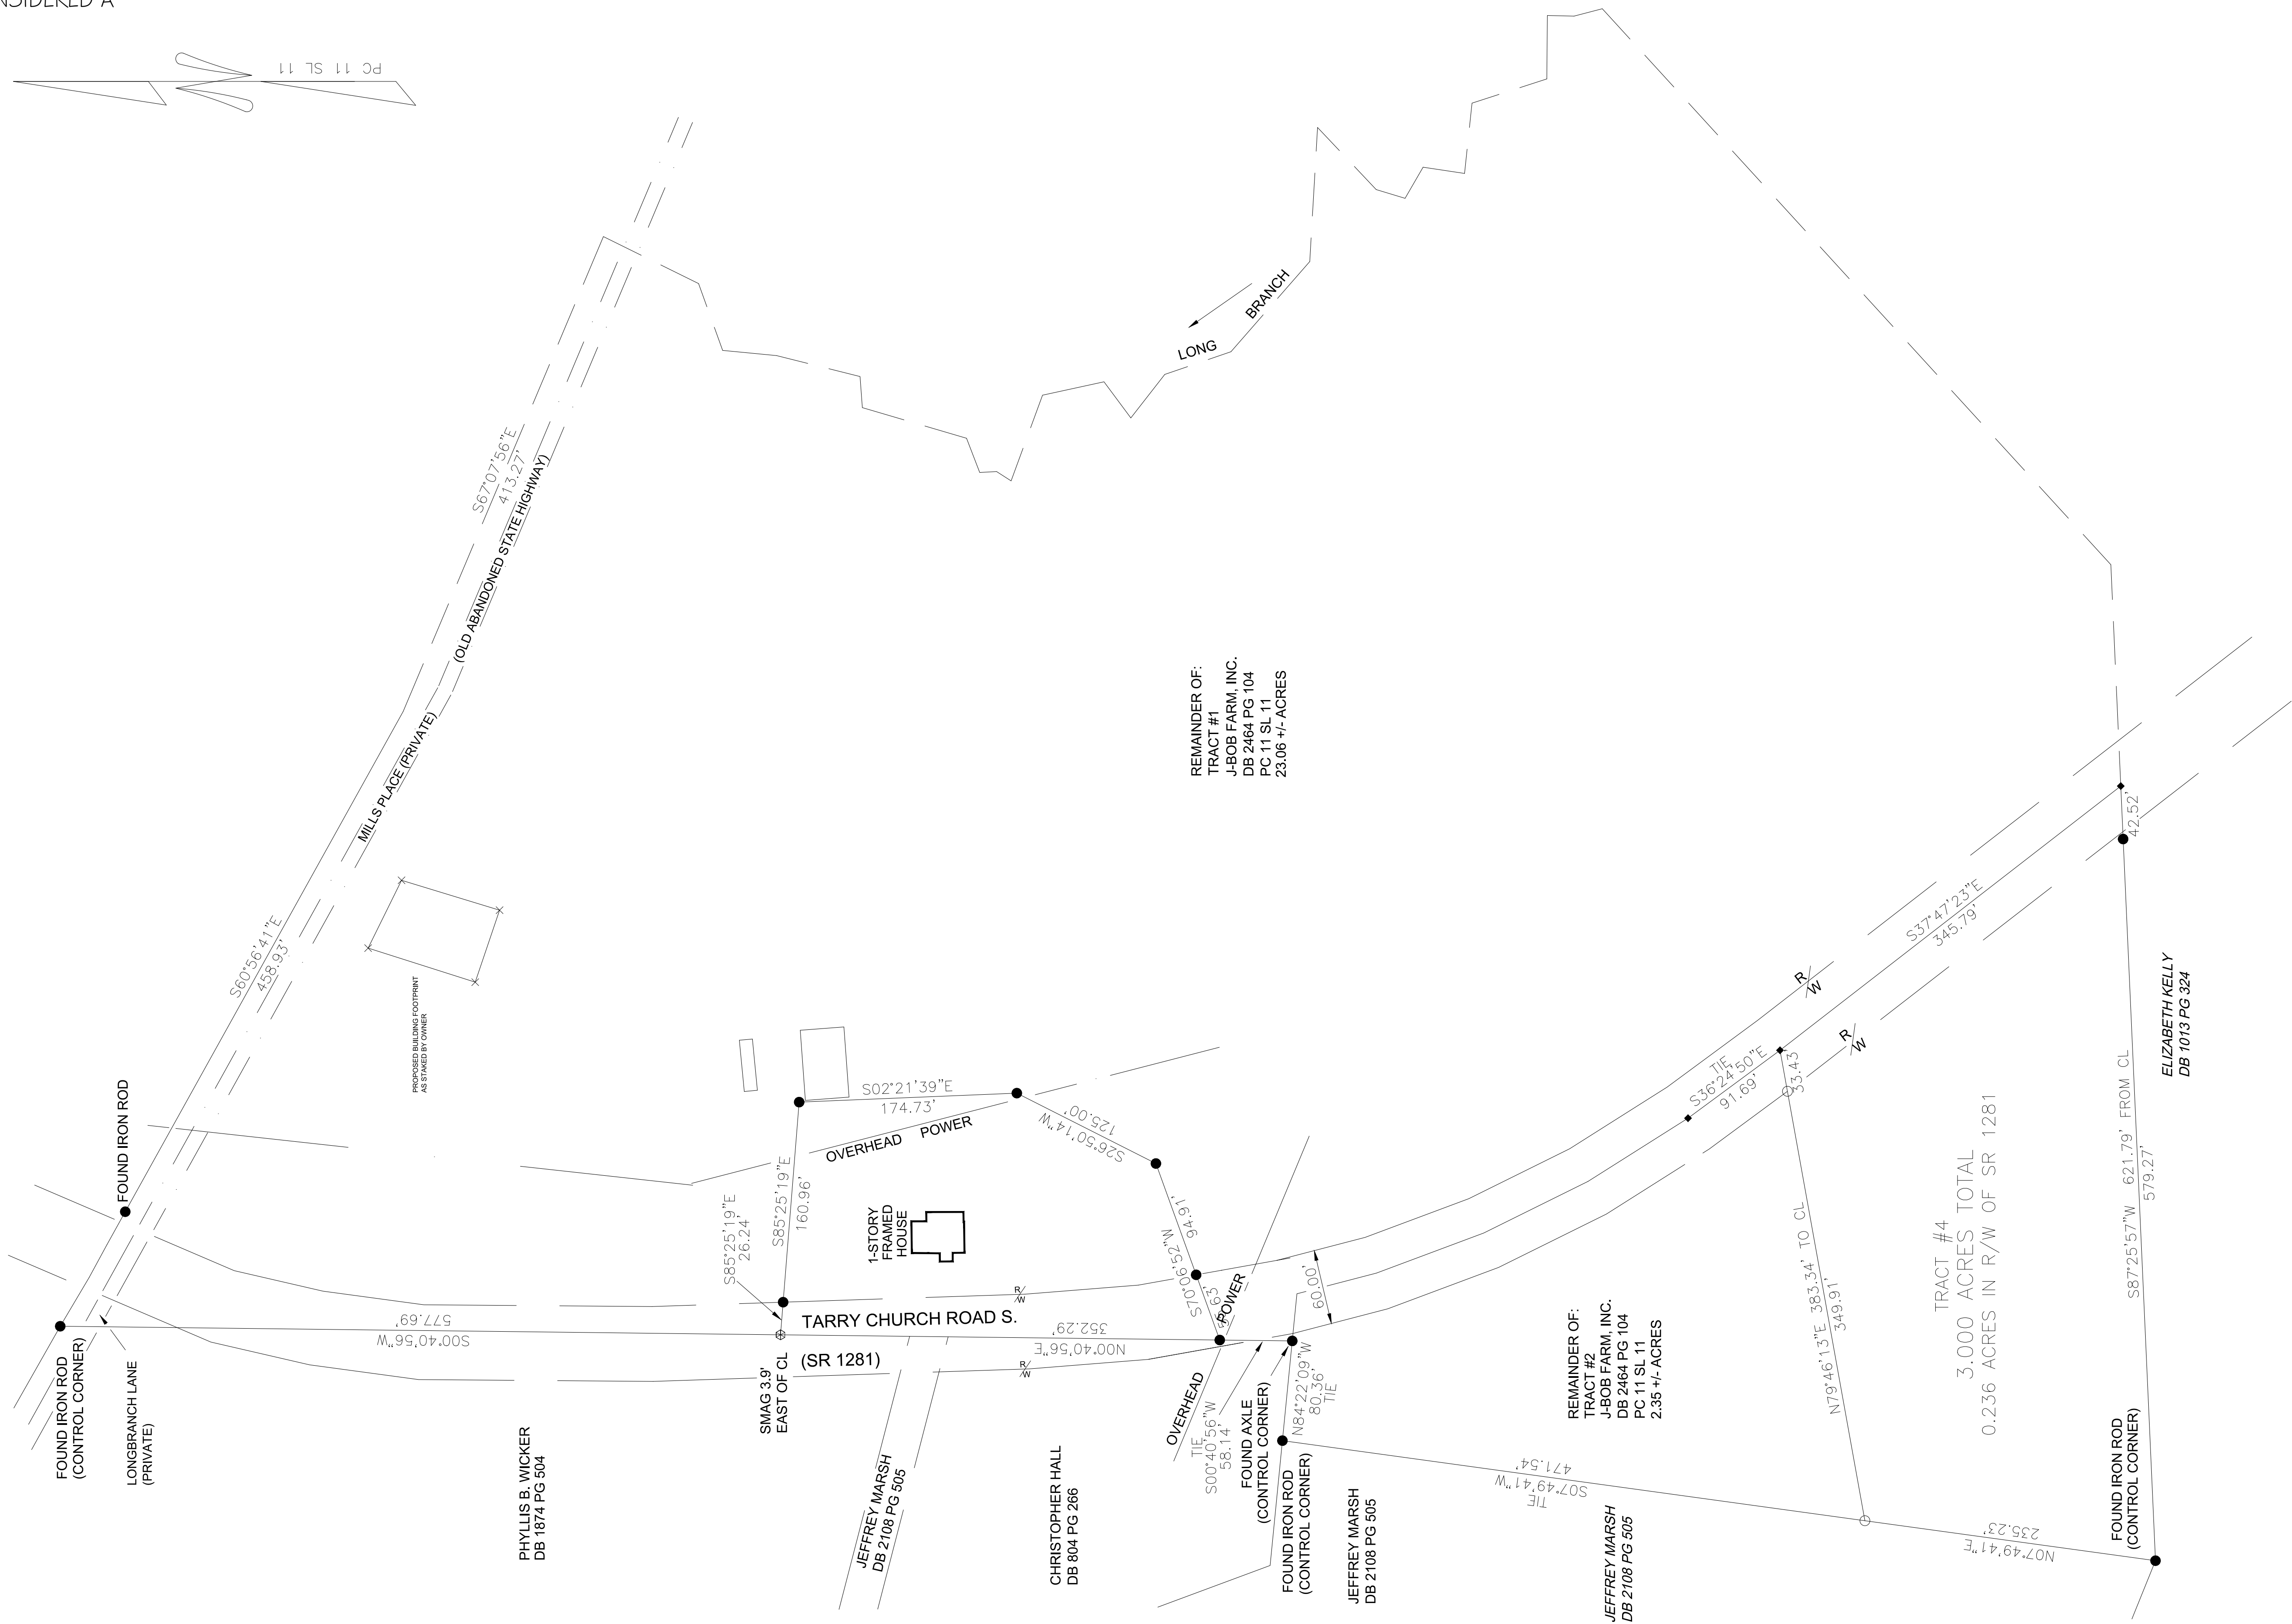 NSIDERED A
PC 11 SL 11
S67°07'56"E
413.27'
(OLD ABANDONED STATE HIGHWAY)
MILLS PLACE (PRIVATE)
S60°56'41"E
458.93'
LONG
BRANCH
REMAINDER OF:
TRACT #1
J-BOB FARM, INC.
DB 2464 PG 104
PC 11 SL 11
23.06 +/- ACRES
PROPOSED BUILDING FOOTPRINT
AS STAKED BY OWNER
FOUND IRON ROD
FOUND IRON ROD
(CONTROL CORNER)
LONGBRANCH LANE
(PRIVATE)
577.69'
S00°40'56"W
S85°25'19"E
26.24'
S85°25'19"E
160.96'
S02°21'39"E
174.73'
OVERHEAD POWER
125.00'
S26°50'14"W
1-STORY
FRAMED
HOUSE
S70°06'52"W
94.91'
R/W
TARRY CHURCH ROAD S.
(SR 1281)
352.29'
N00°40'56"E
R/W
SMAG 3.9'
EAST OF CL
PHYLLIS B. WICKER
DB 1874 PG 504
JEFFREY MARSH
DB 2108 PG 505
CHRISTOPHER HALL
DB 804 PG 266
OVERHEAD
POWER
60.00'
TIE
S00°40'56"W
58.14'
FOUND AXLE
(CONTROL CORNER)
N84°22'09"W
80.36'
TIE
FOUND IRON ROD
(CONTROL CORNER)
JEFFREY MARSH
DB 2108 PG 505
REMAINDER OF:
TRACT #2
J-BOB FARM, INC.
DB 2464 PG 104
PC 11 SL 11
2.35 +/- ACRES
471.54'
S07°49'41"W
TIE
JEFFREY MARSH
DB 2108 PG 505
TIE
S36°24'50"E
91.69'
33.43
R/W
R/W
S37°47'23"E
345.79'
42.52'
N79°46'13"E 383.34' TO CL
349.91'
TRACT #4
3.000 ACRES TOTAL
0.236 ACRES IN R/W OF SR 1281
S87°25'57"W 621.79' FROM CL
579.27'
ELIZABETH KELLY
DB 1013 PG 324
235.23'
N07°49'41"E
FOUND IRON ROD
(CONTROL CORNER)